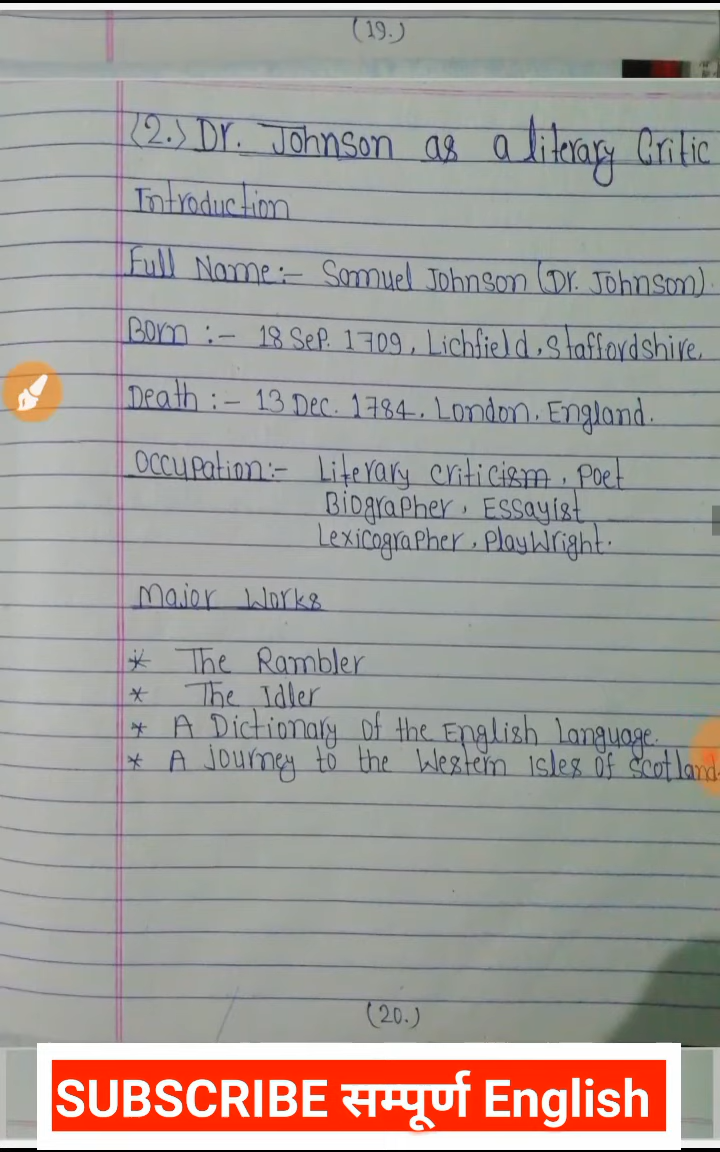 (19.)
(2.) Dr. Johnson as a literary Critic
Introduction
Full Name:- Samuel Johnson (Dr. Johnson).
Born :- 18 Sep. 1709, Lichfield, Staffordshire.
Death :- 13 Dec. 1784, London, England.
Occupation:- Literary criticism, Poet
Biographer, Essayist
Lexicographer, PlayWright.
Major Works
* The Rambler
* The Idler
* A Dictionary of the English language.
* A journey to the Western Isles of Scotland.
(20.)
SUBSCRIBE सम्पूर्ण English